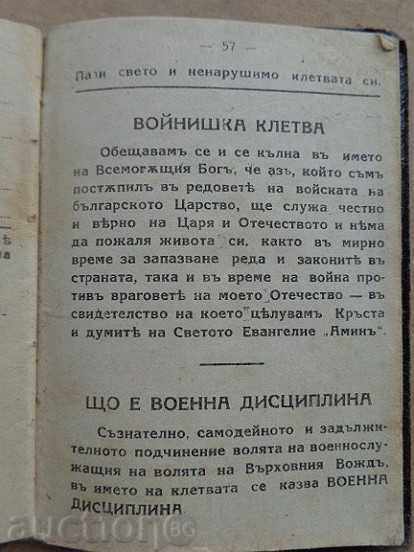 — 57 —
Пази свето и ненарушимо клетвата си.
ВОЙНИШКА КЛЕТВА
Обещавамъ се и се кълна въ името
на Всемогѫщия Богъ, че азъ, който съмъ
постѫпилъ въ редоветѣ на войската на
българското Царство, ще служа честно
и вѣрно на Царя и Отечеството и нѣма
да пожаля живота си, както въ мирно
време за запазване реда и законитѣ въ
страната, така и въ време на война про-
тивъ враговетѣ на моето Отечество — въ
свидетелство на което цѣлувамъ Кръста
и думитѣ на Светото Евангелие „Аминъ".
ЩО Е ВОЕННА ДИСЦИПЛИНА
Съзнателно, самодейното и задължи-
телното подчинение волята на военнослу-
жащия на волята на Върховния Вождъ,
въ името на клетвата се казва ВОЕННА
ДИСЦИПЛИНА